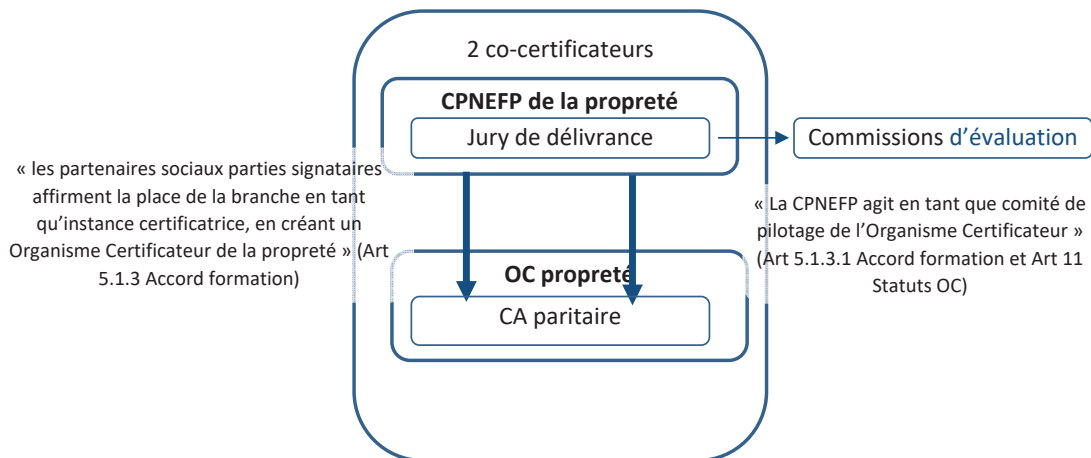 2 co-certificateurs
CPNEFP de la propreté
Jury de délivrance
Commissions d’évaluation
« les partenaires sociaux parties signataires
affirment la place de la branche en tant
qu’instance certificatrice, en créant un
Organisme Certificateur de la propreté » (Art
5.1.3 Accord formation)
« La CPNEFP agit en tant que comité de
pilotage de l’Organisme Certificateur »
(Art 5.1.3.1 Accord formation et Art 11
Statuts OC)
OC propreté
CA paritaire